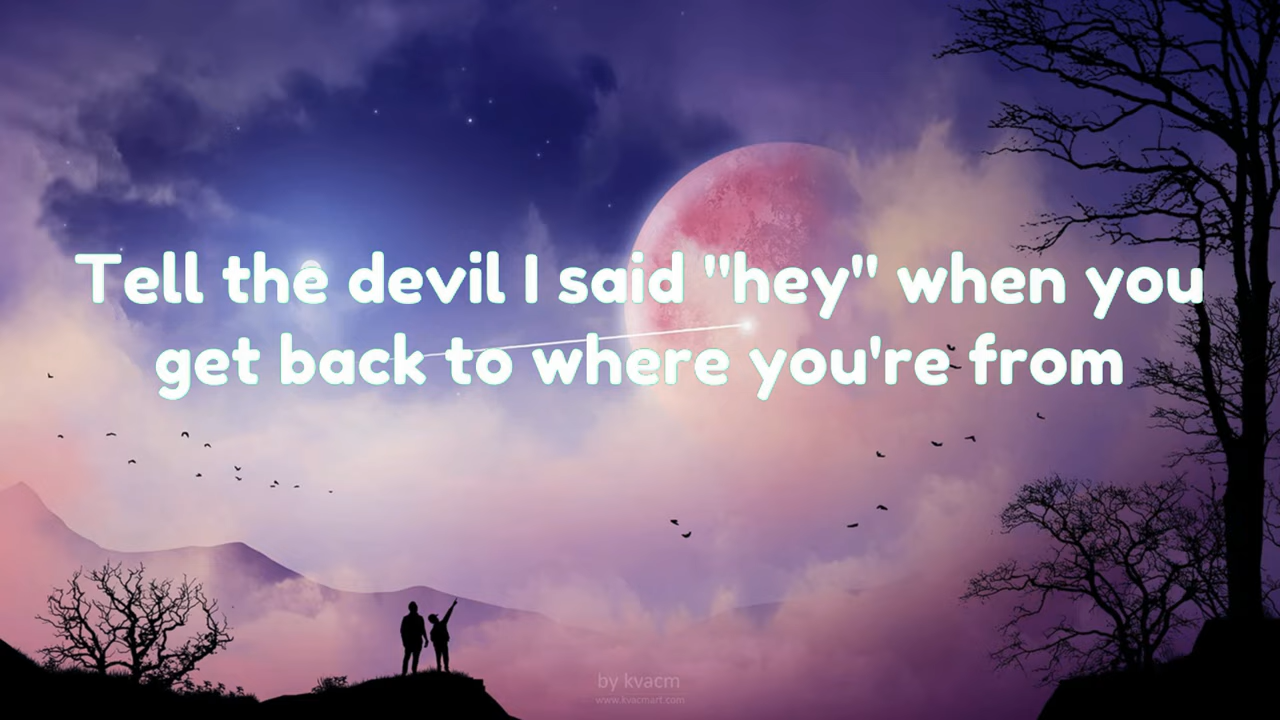 Tell the devil I said "hey" when you
get back to where you're from
by kvacm
www.kvacmart.com